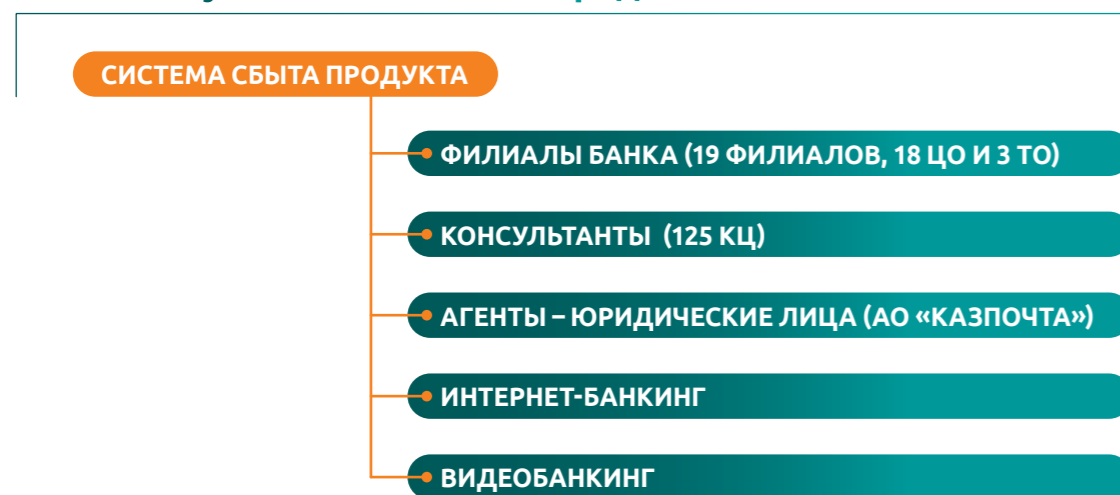 СИСТЕМА СБЫТА ПРОДУКТА
ФИЛИАЛЫ БАНКА (19 ФИЛИАЛОВ, 18 ЦО И 3 ТО)
КОНСУЛЬТАНТЫ (125 КЦ)
АГЕНТЫ – ЮРИДИЧЕСКИЕ ЛИЦА (АО «КАЗПОЧТА»)
ИНТЕРНЕТ-БАНКИНГ
ВИДЕОБАНКИНГ